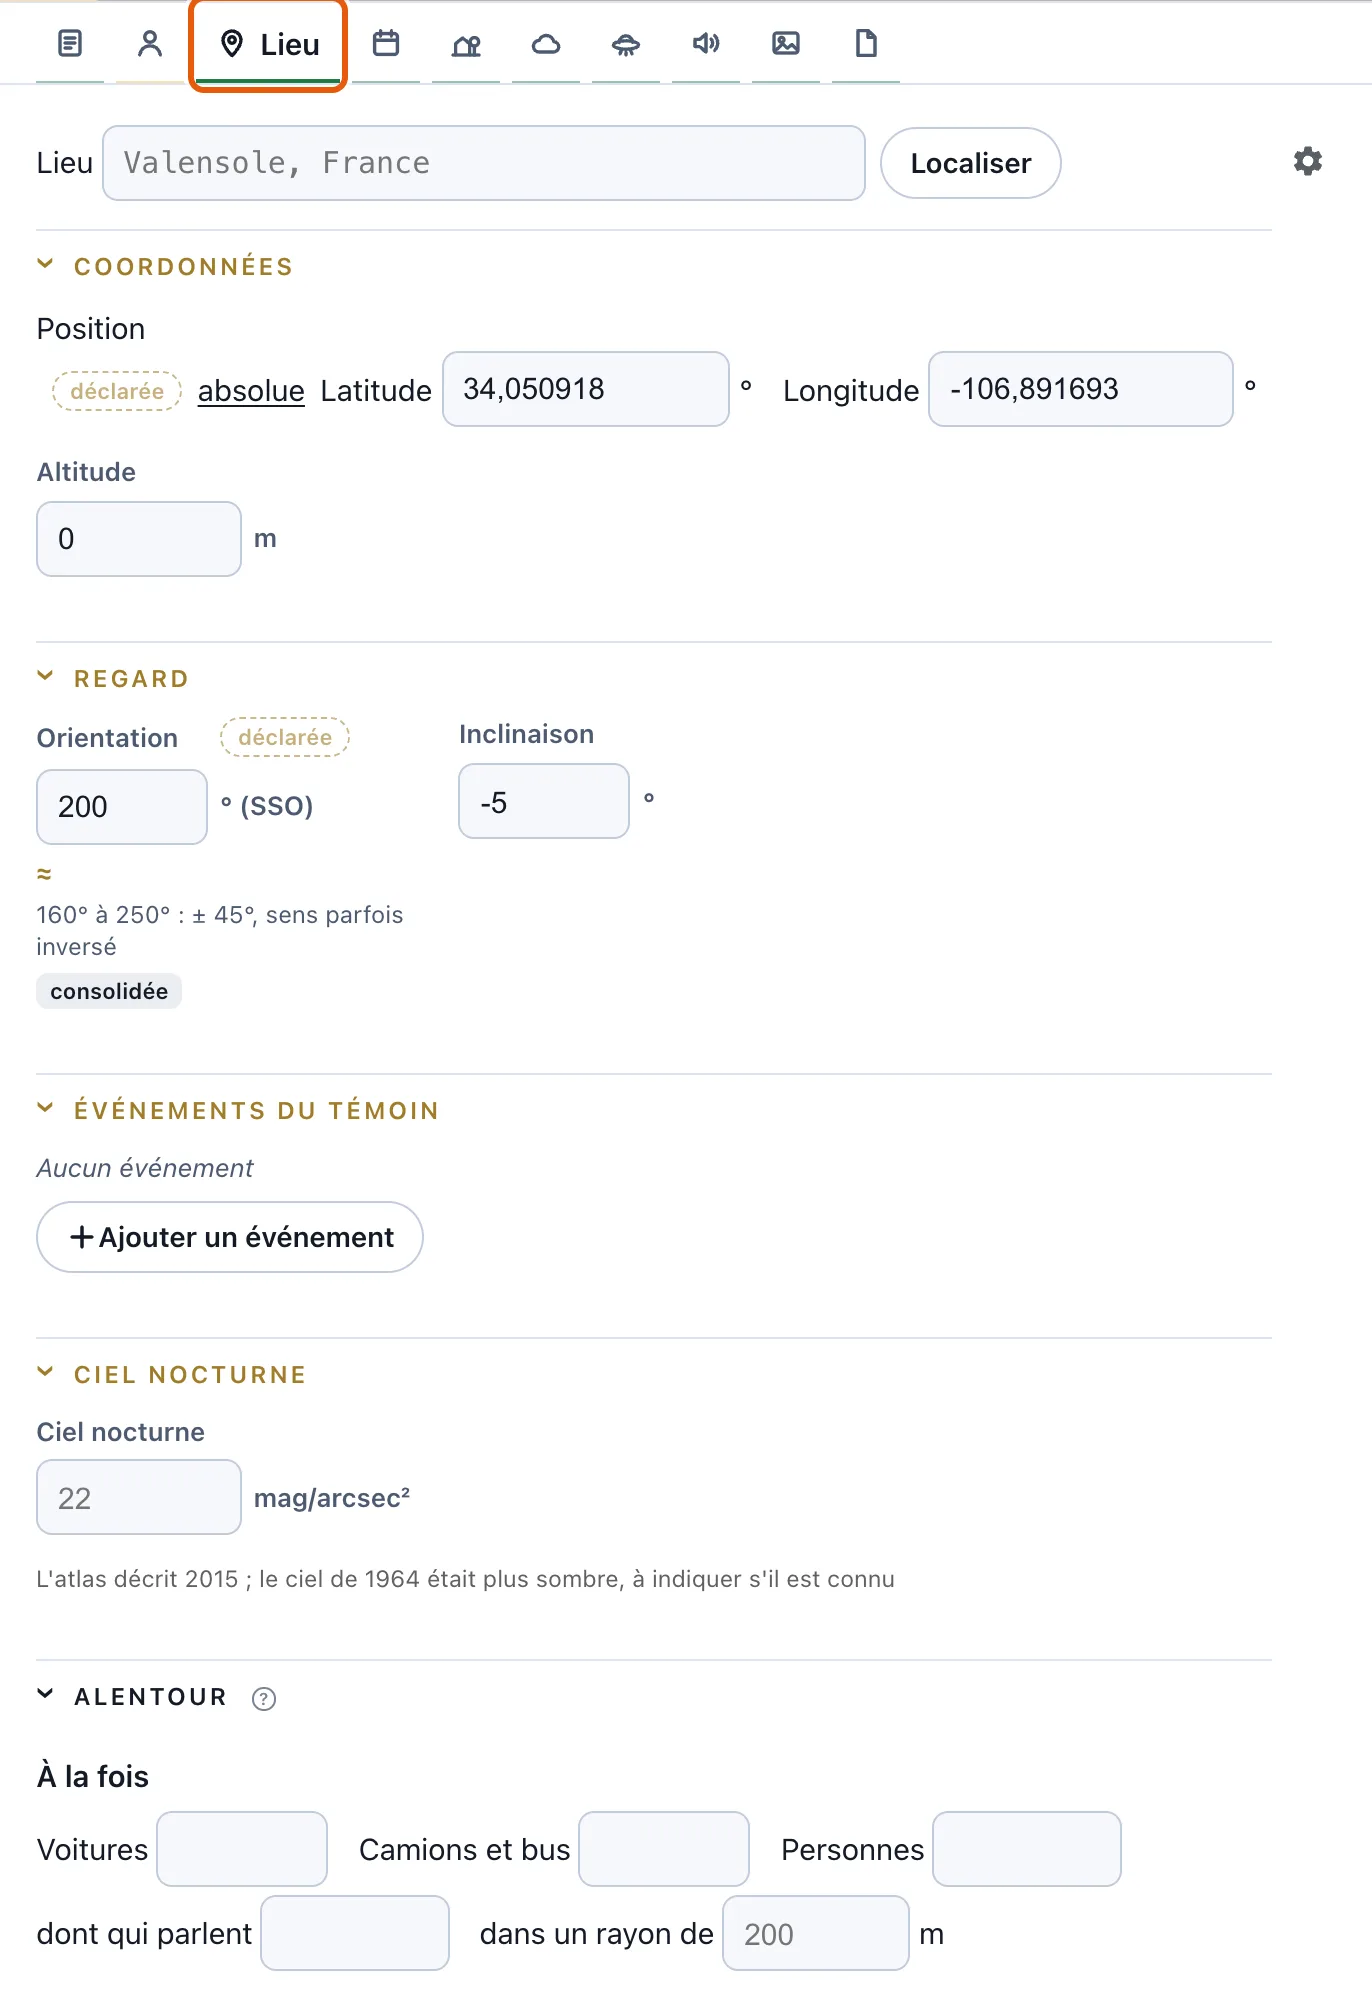 Lieu
Lieu Valensole, France Localiser
COORDONNÉES
Position
déclarée absolue Latitude 34,050918 ° Longitude -106,891693 °
Altitude
0 m
REGARD
Orientation déclarée Inclinaison
200 ° (SSO) -5 °
≈
160° à 250° : ± 45°, sens parfois
inversé
consolidée
ÉVÉNEMENTS DU TÉMOIN
Aucun événement
+ Ajouter un événement
CIEL NOCTURNE
Ciel nocturne
22 mag/arcsec²
L'atlas décrit 2015 ; le ciel de 1964 était plus sombre, à indiquer s'il est connu
ALENTOUR ?
À la fois
Voitures Camions et bus Personnes
dont qui parlent dans un rayon de 200 m